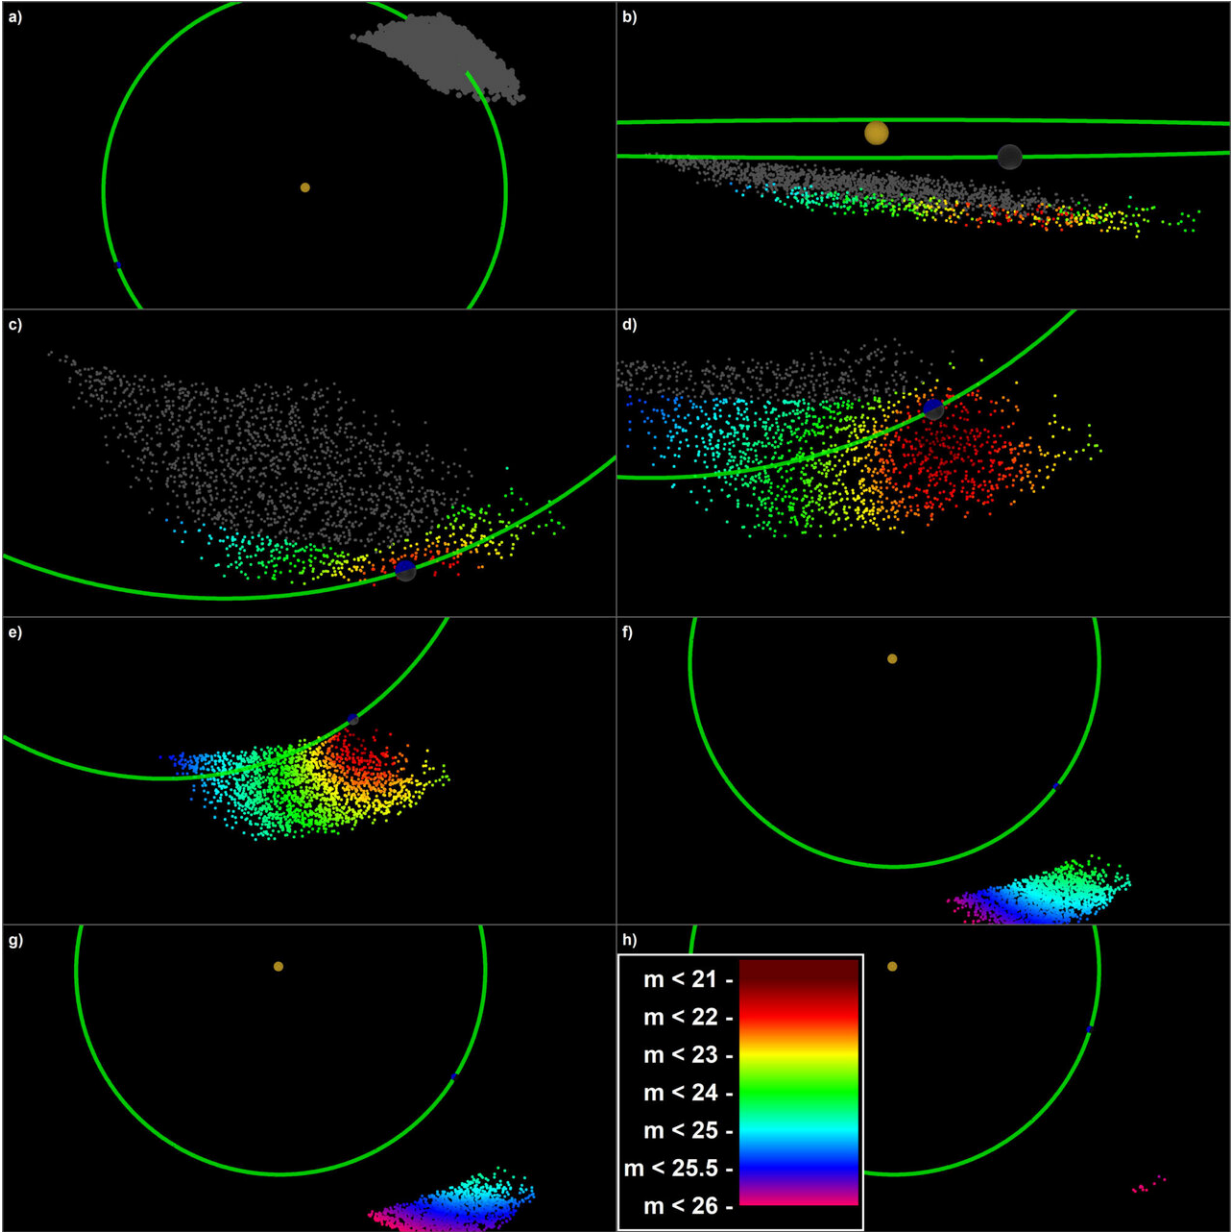 a)
b)
c)
d)
e)
f)
g)
h)
m < 21 -
m < 22 -
m < 23 -
m < 24 -
m < 25 -
m < 25.5 -
m < 26 -